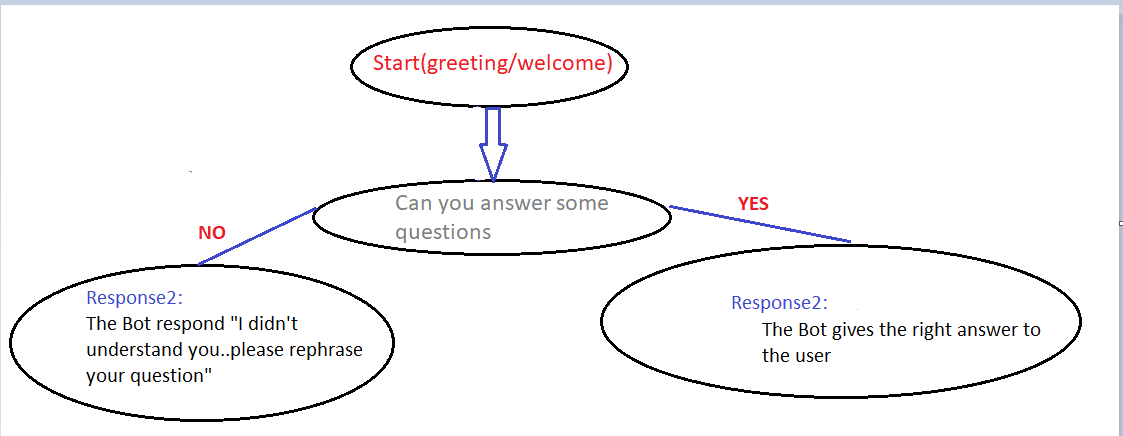 Start(greeting/welcome)
Can you answer some
questions
NO
YES
Response2:
The Bot respond "I didn't
understand you..please rephrase
your question"
Response2:
The Bot gives the right answer to
the user